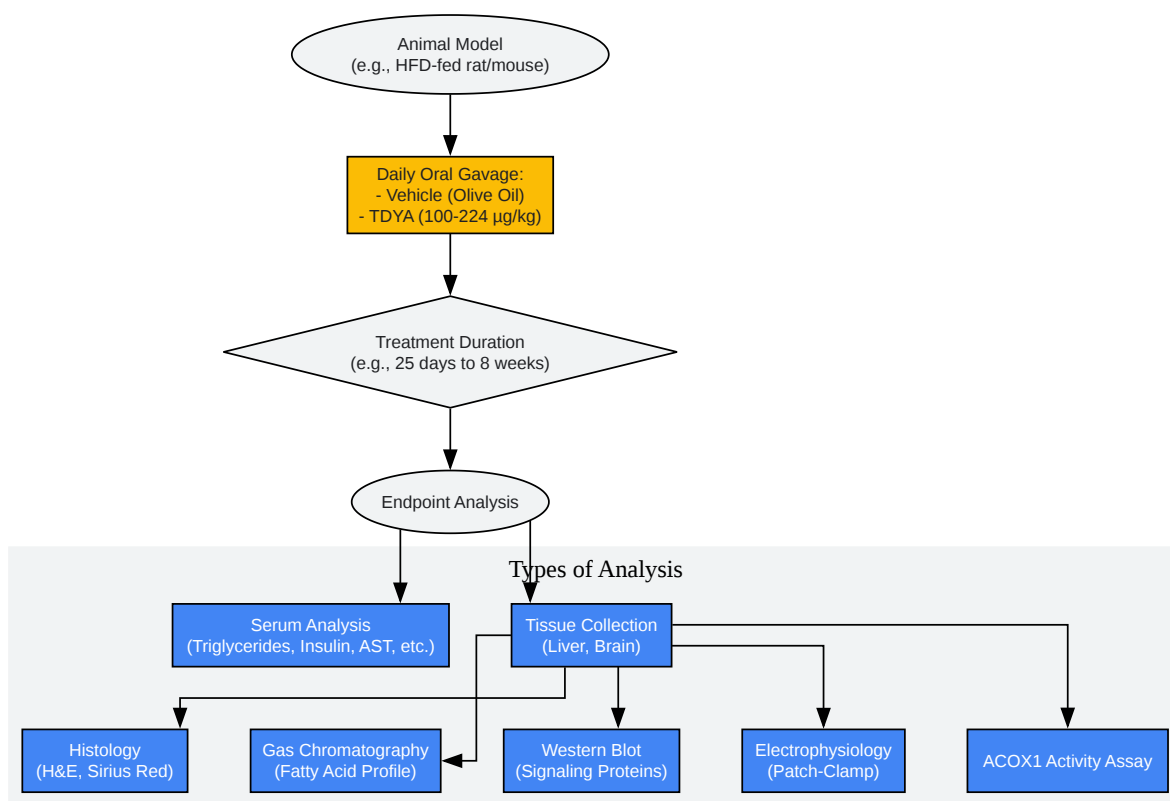 Animal Model
(e.g., HFD-fed rat/mouse)
Daily Oral Gavage:
- Vehicle (Olive Oil)
- TDYA (100-224 µg/kg)
Treatment Duration
(e.g., 25 days to 8 weeks)
Endpoint Analysis
Types of Analysis
Serum Analysis
(Triglycerides, Insulin, AST, etc.)
Tissue Collection
(Liver, Brain)
Histology
(H&E, Sirius Red)
Gas Chromatography
(Fatty Acid Profile)
Western Blot
(Signaling Proteins)
Electrophysiology
(Patch-Clamp)
ACOX1 Activity Assay